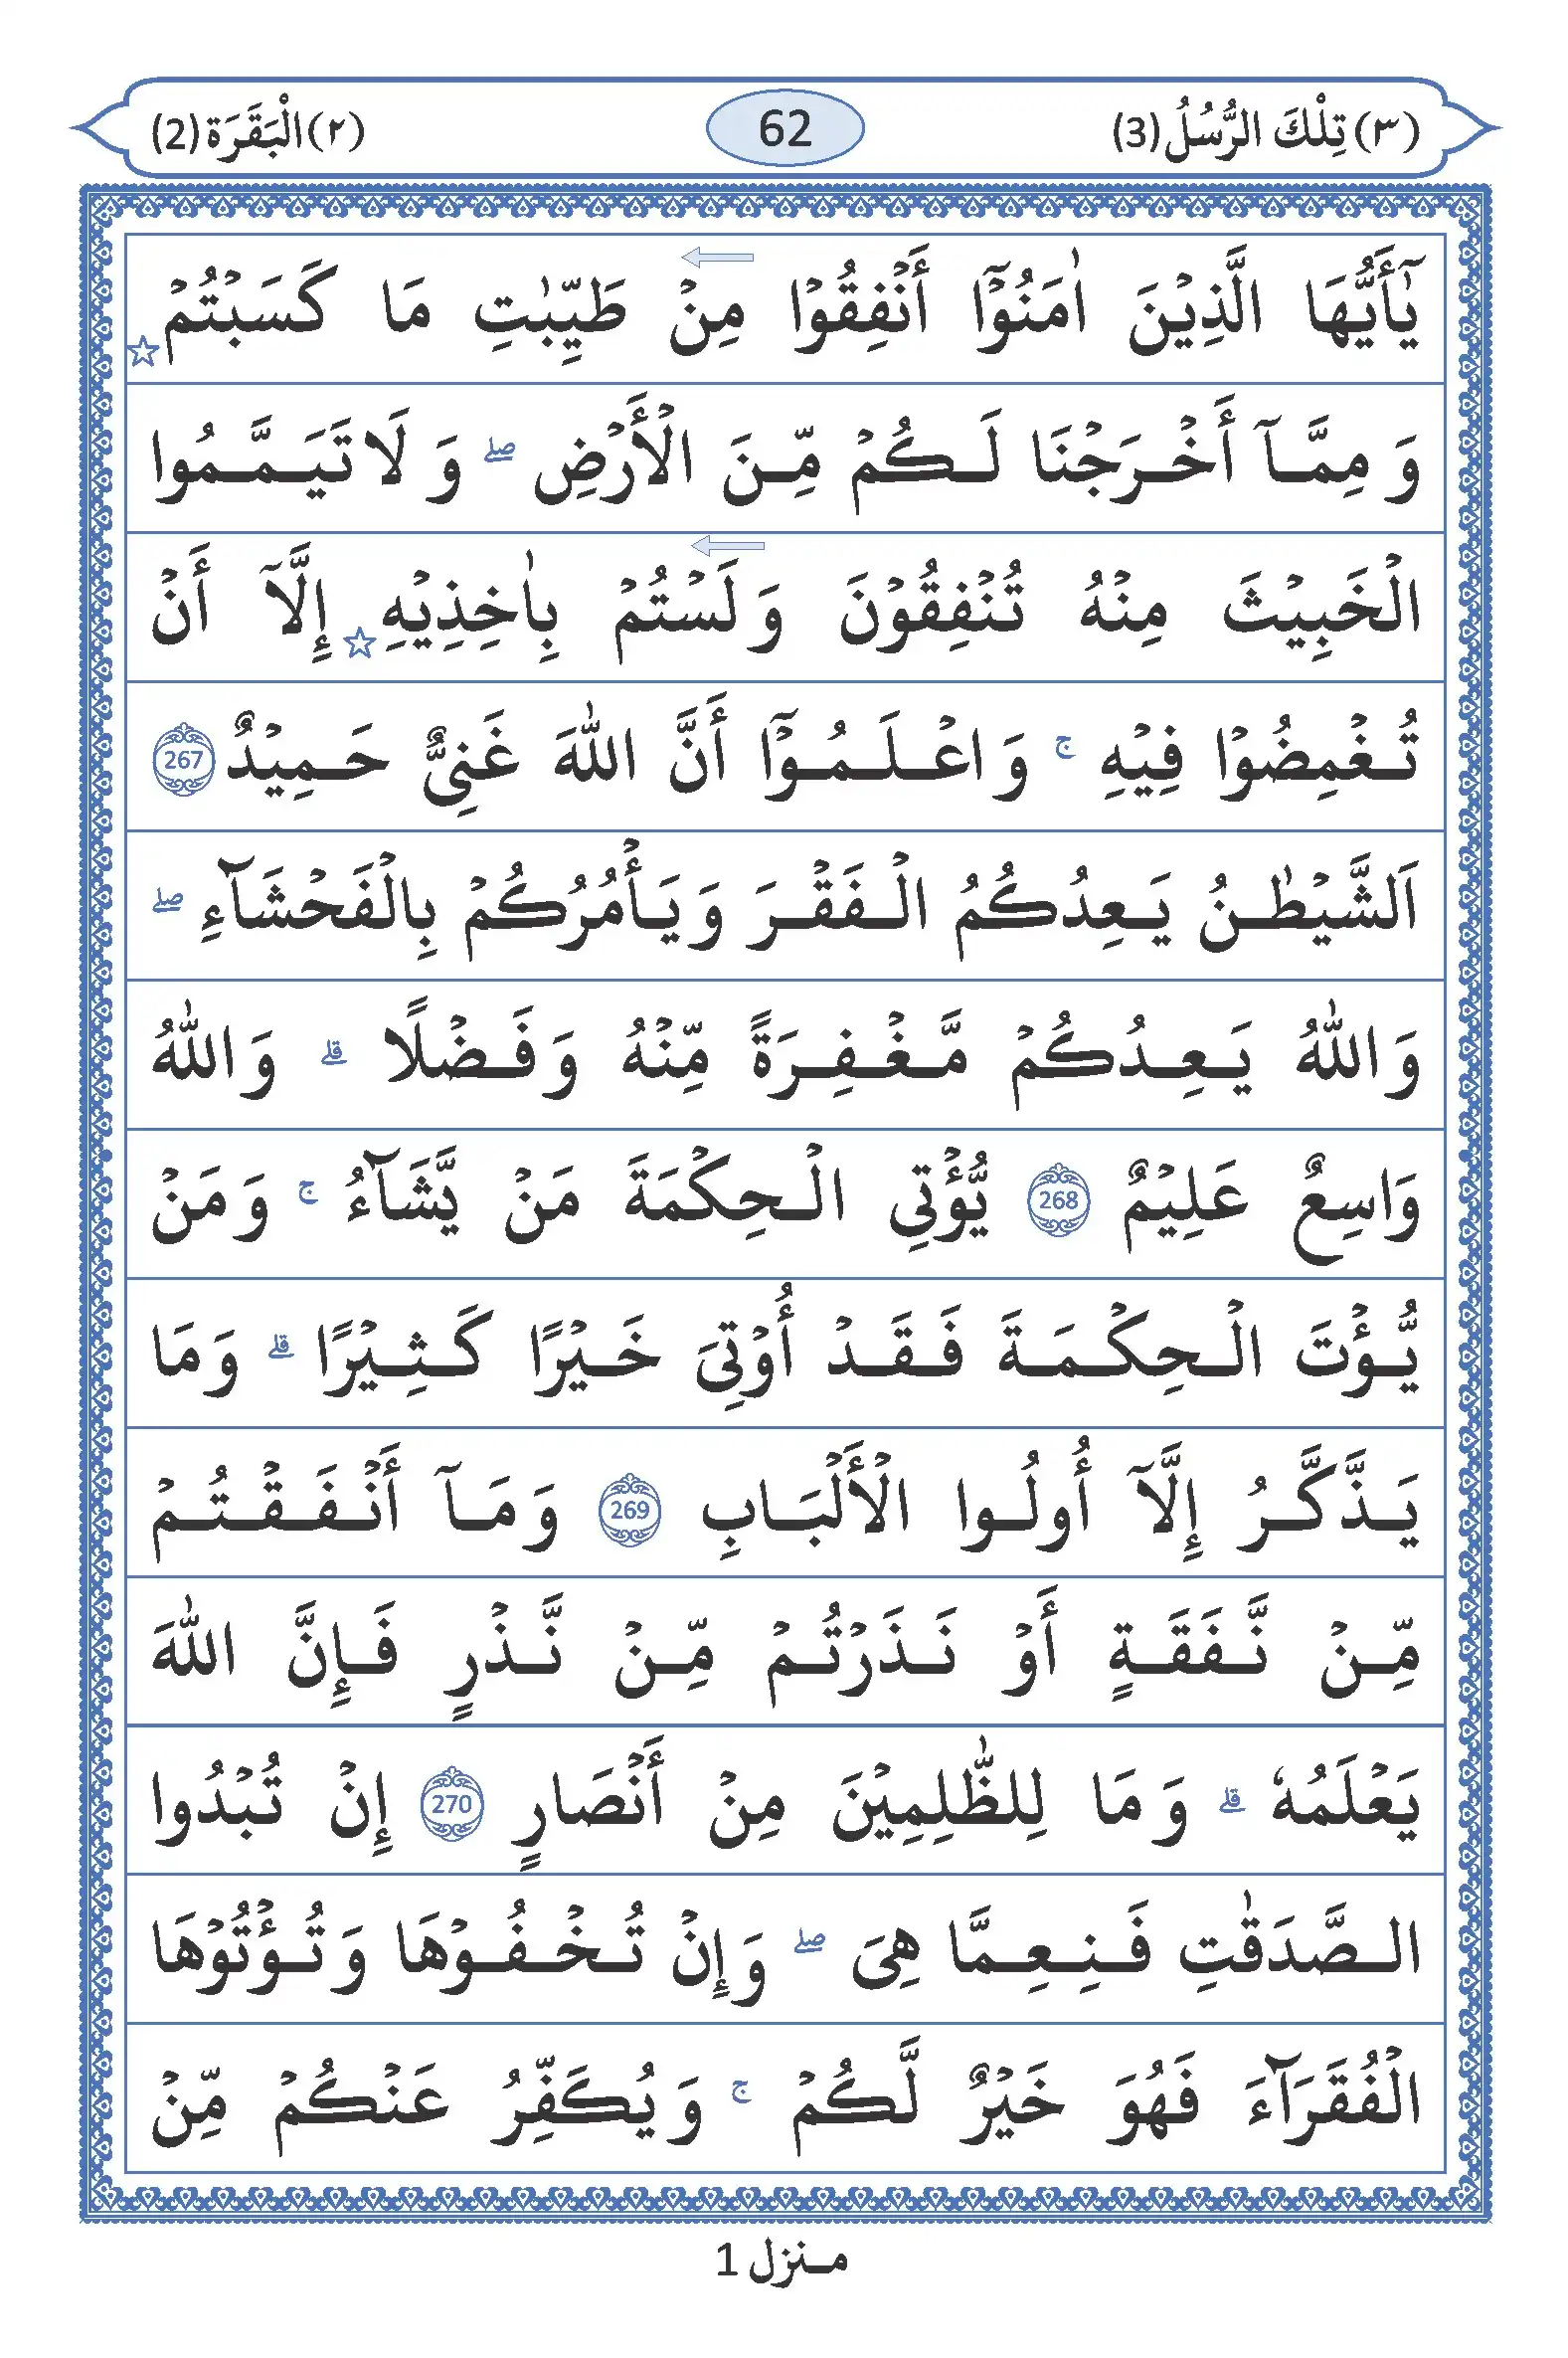 (٣) تِلْكَ الرُّسُلُ (3) 62 (٢) الْبَقَرَة (2)
يٰٓأَيُّهَا الَّذِيْنَ اٰمَنُوْٓا أَنْفِقُوْا مِنْ طَيِّبٰتِ مَا كَسَبْتُمْ ☆
وَ مِمَّآ أَخْرَجْنَا لَكُمْ مِّنَ الْأَرْضِ ۖ وَ لَا تَيَمَّمُوا
الْخَبِيْثَ مِنْهُ تُنْفِقُوْنَ وَ لَسْتُمْ بِاٰخِذِيْهِ ☆ إِلَّآ أَنْ
تُغْمِضُوْا فِيْهِ ۚ وَ اعْلَمُوْٓا أَنَّ اللّٰهَ غَنِىٌّ حَمِيْدٌ 267
اَلشَّيْطٰنُ يَعِدُكُمُ الْفَقْرَ وَ يَأْمُرُكُمْ بِالْفَحْشَآءِ ۖ
وَ اللّٰهُ يَعِدُكُمْ مَّغْفِرَةً مِّنْهُ وَ فَضْلًا ۗ وَ اللّٰهُ
وَاسِعٌ عَلِيْمٌ 268 يُّؤْتِى الْحِكْمَةَ مَنْ يَّشَآءُ ۚ وَ مَنْ
يُّؤْتَ الْحِكْمَةَ فَقَدْ أُوْتِىَ خَيْرًا كَثِيْرًا ۗ وَ مَا
يَذَّكَّرُ إِلَّآ أُولُوا الْأَلْبَابِ 269 وَ مَآ أَنْفَقْتُمْ
مِّنْ نَّفَقَةٍ أَوْ نَذَرْتُمْ مِّنْ نَّذْرٍ فَإِنَّ اللّٰهَ
يَعْلَمُهٗ ۗ وَ مَا لِلظّٰلِمِيْنَ مِنْ أَنْصَارٍ 270 إِنْ تُبْدُوا
الصَّدَقٰتِ فَنِعِمَّا هِىَ ۖ وَ إِنْ تُخْفُوْهَا وَ تُؤْتُوْهَا
الْفُقَرَآءَ فَهُوَ خَيْرٌ لَّكُمْ ۚ وَ يُكَفِّرُ عَنْكُمْ مِّنْ
منزل 1